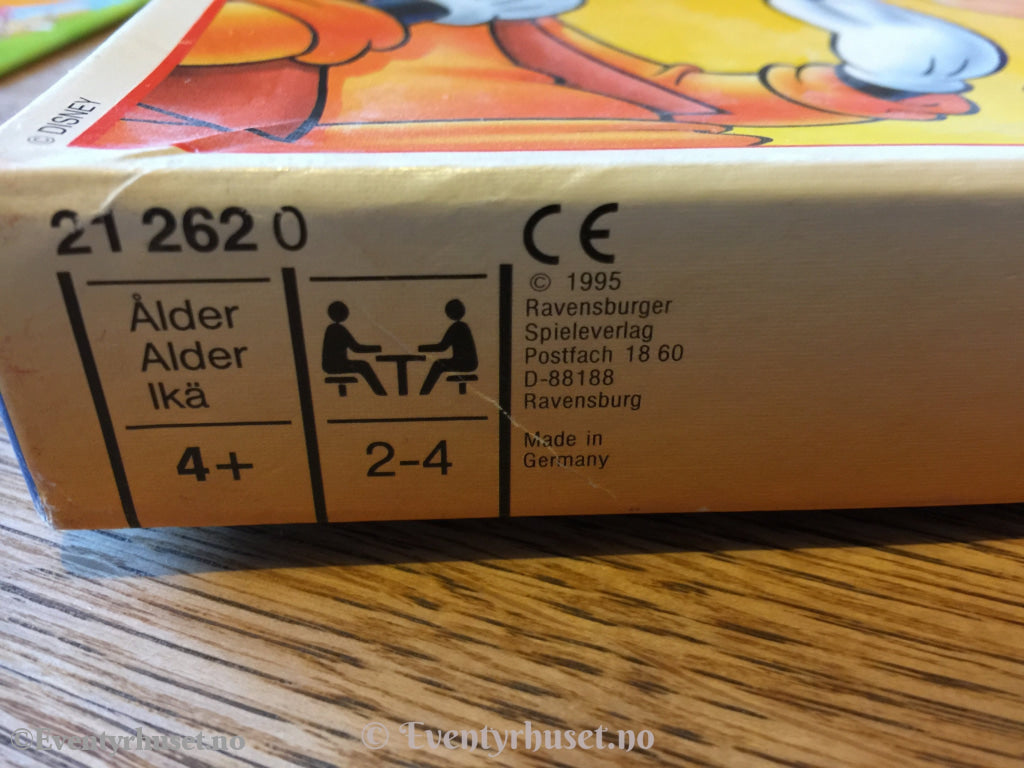 © DISNEY
21 262 0
Ålder
Alder
Ikä
4+
2-4
CE
© 1995
Ravensburger
Spieleverlag
Postfach 18 60
D-88188
Ravensburg
Made in
Germany
©Eventyrhuset.no
© Eventyrhuset.no